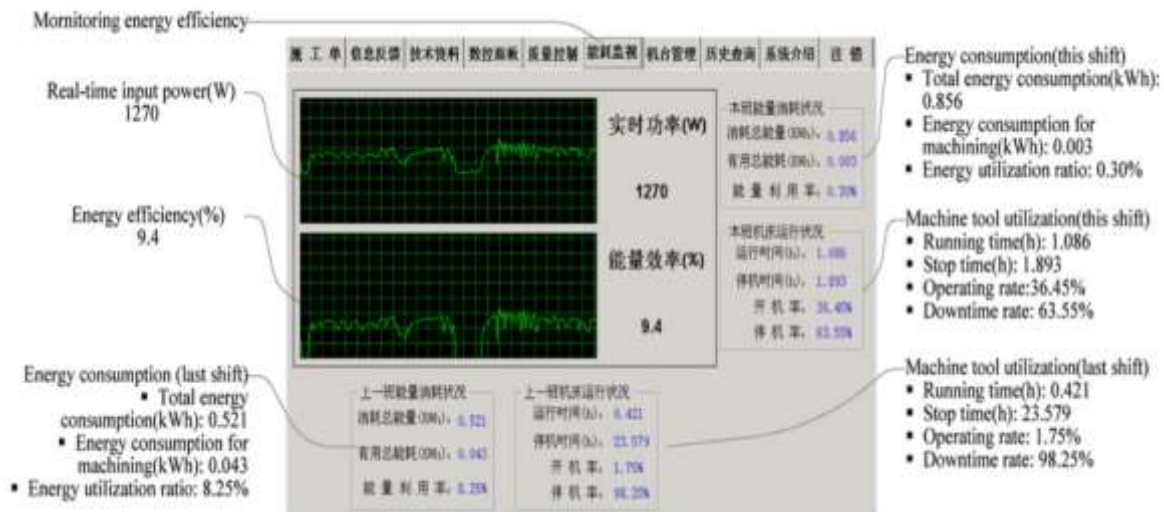 Mornitoring energy efficiency
施 工 单 信息反馈 技术资料 数控面板 质量控制 能耗监视 机台管理 历史查询 系统介绍 注 销
Real-time input power(W)
1270
Energy efficiency(%)
9.4
实时功率(W)
1270
能量效率(%)
9.4
本班能量消耗状况
消耗总能量(KWh): 0.856
有用总能耗(KWh): 0.003
能 量 利 用 率: 0.30%
本班机床运行状况
运行时间(h): 1.086
停机时间(h): 1.893
开 机 率: 36.45%
停 机 率: 63.55%
Energy consumption(this shift)
▪ Total energy consumption(kWh):
0.856
▪ Energy consumption for
machining(kWh): 0.003
▪ Energy utilization ratio: 0.30%
Machine tool utilization(this shift)
▪ Running time(h): 1.086
▪ Stop time(h): 1.893
▪ Operating rate:36.45%
▪ Downtime rate: 63.55%
Energy consumption (last shift)
▪ Total energy
consumption(kWh): 0.521
▪ Energy consumption for
machining(kWh): 0.043
▪ Energy utilization ratio: 8.25%
上一班能量消耗状况
消耗总能量(KWh): 0.521
有用总能耗(KWh): 0.043
能 量 利 用 率: 8.25%
上一班机床运行状况
运行时间(h): 0.421
停机时间(h): 23.579
开 机 率: 1.75%
停 机 率: 98.25%
Machine tool utilization(last shift)
▪ Running time(h): 0.421
▪ Stop time(h): 23.579
▪ Operating rate: 1.75%
▪ Downtime rate: 98.25%